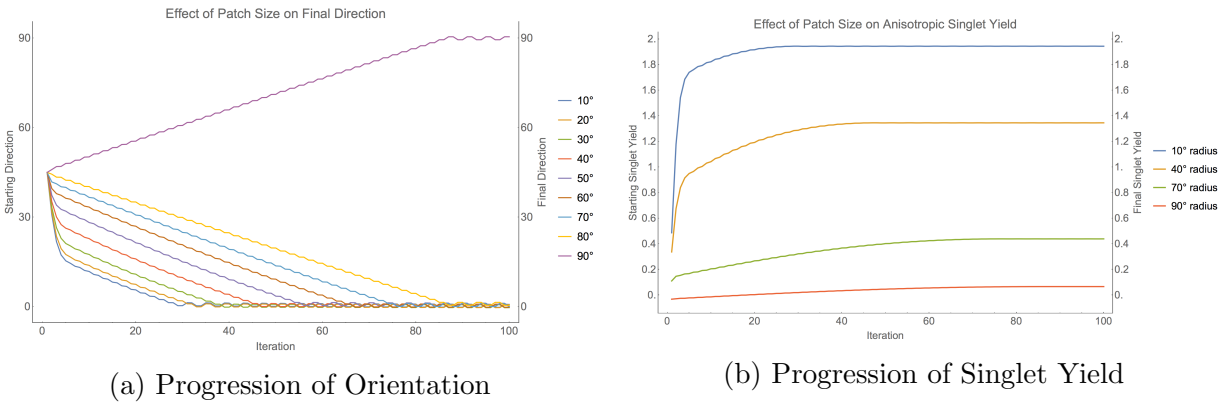 Effect of Patch Size on Final Direction
90
60
30
0
Starting Direction
90
60
30
0
Final Direction
0 20 40 60 80 100
Iteration
10°
20°
30°
40°
50°
60°
70°
80°
90°
(a) Progression of Orientation
Effect of Patch Size on Anisotropic Singlet Yield
2.
1.8
1.6
1.4
1.2
1.
0.8
0.6
0.4
0.2
0.
Starting Singlet Yield
2.
1.8
1.6
1.4
1.2
1.
0.8
0.6
0.4
0.2
0.
Final Singlet Yield
0 20 40 60 80 100
Iteration
10° radius
40° radius
70° radius
90° radius
(b) Progression of Singlet Yield